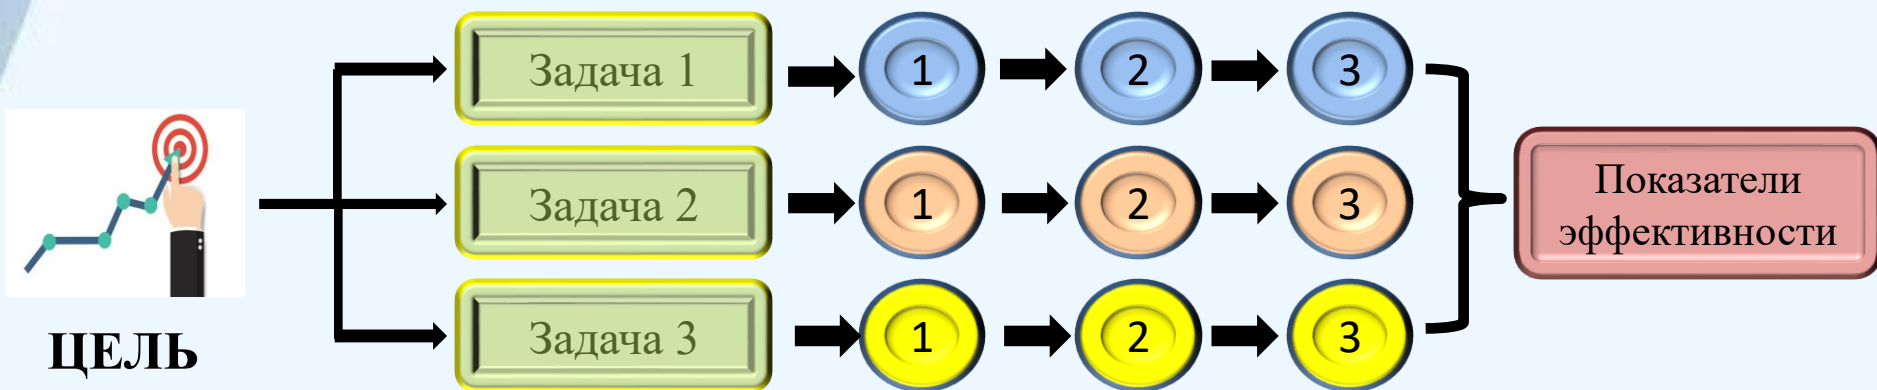 Задача 1
1
2
3
Задача 2
1
2
3
Показатели
эффективности
Задача 3
1
2
3
ЦЕЛЬ